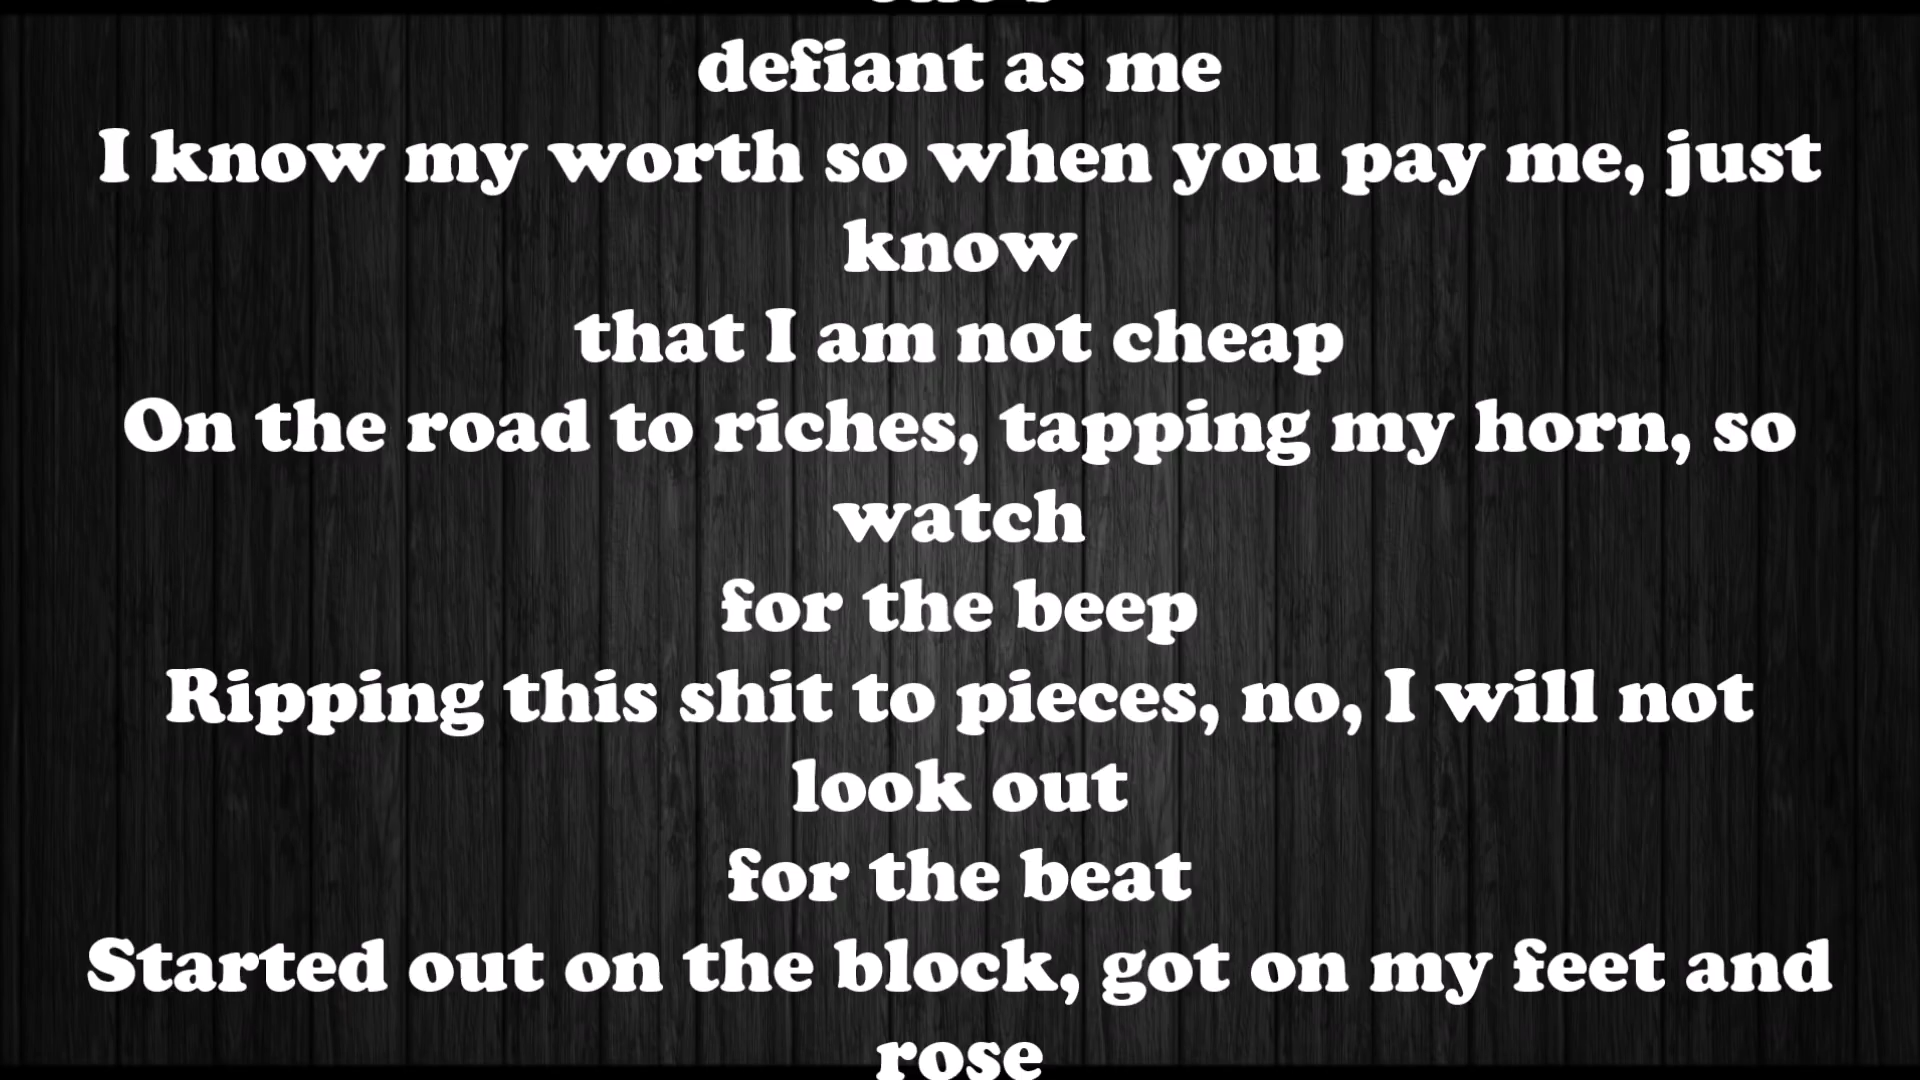 defiant as me
I know my worth so when you pay me, just
know
that I am not cheap
On the road to riches, tapping my horn, so
watch
for the beep
Ripping this shit to pieces, no, I will not
look out
for the beat
Started out on the block, got on my feet and
rose